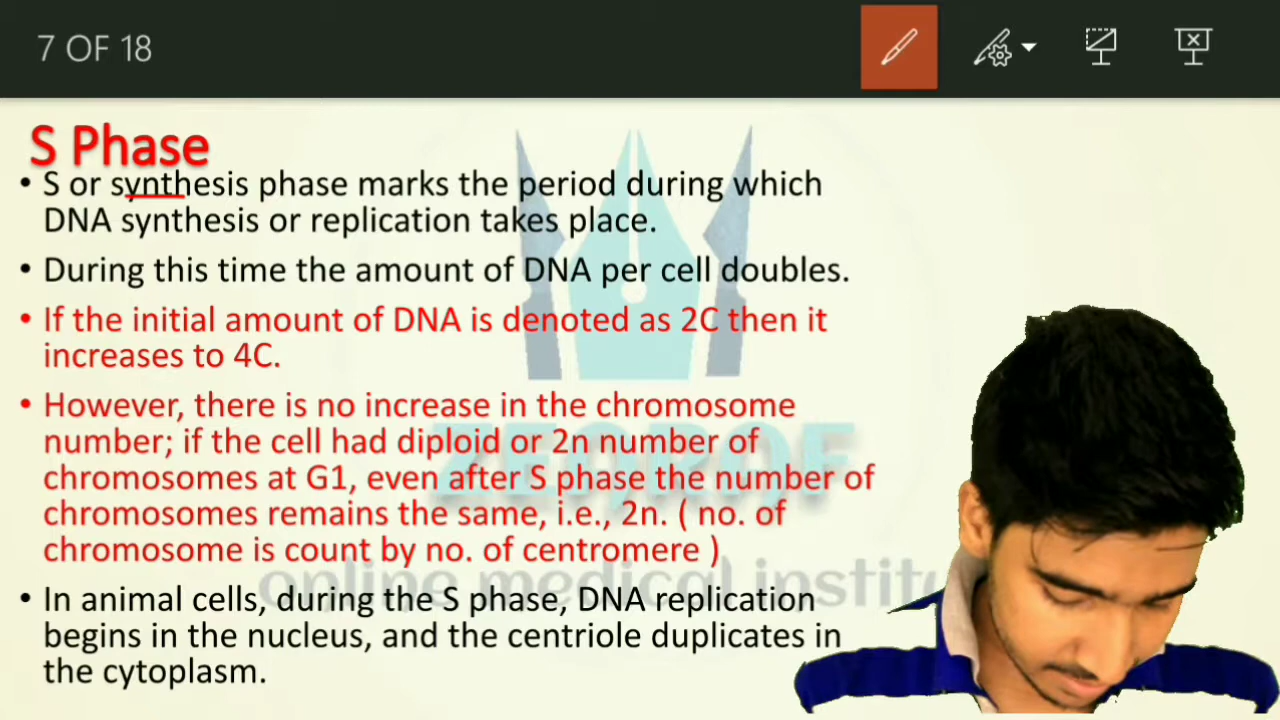 7 OF 18
S Phase
• S or synthesis phase marks the period during which
DNA synthesis or replication takes place.
• During this time the amount of DNA per cell doubles.
• If the initial amount of DNA is denoted as 2C then it
increases to 4C.
• However, there is no increase in the chromosome
number; if the cell had diploid or 2n number of
chromosomes at G1, even after S phase the number of
chromosomes remains the same, i.e., 2n. ( no. of
chromosome is count by no. of centromere )
• In animal cells, during the S phase, DNA replication
begins in the nucleus, and the centriole duplicates in
the cytoplasm.
online medical